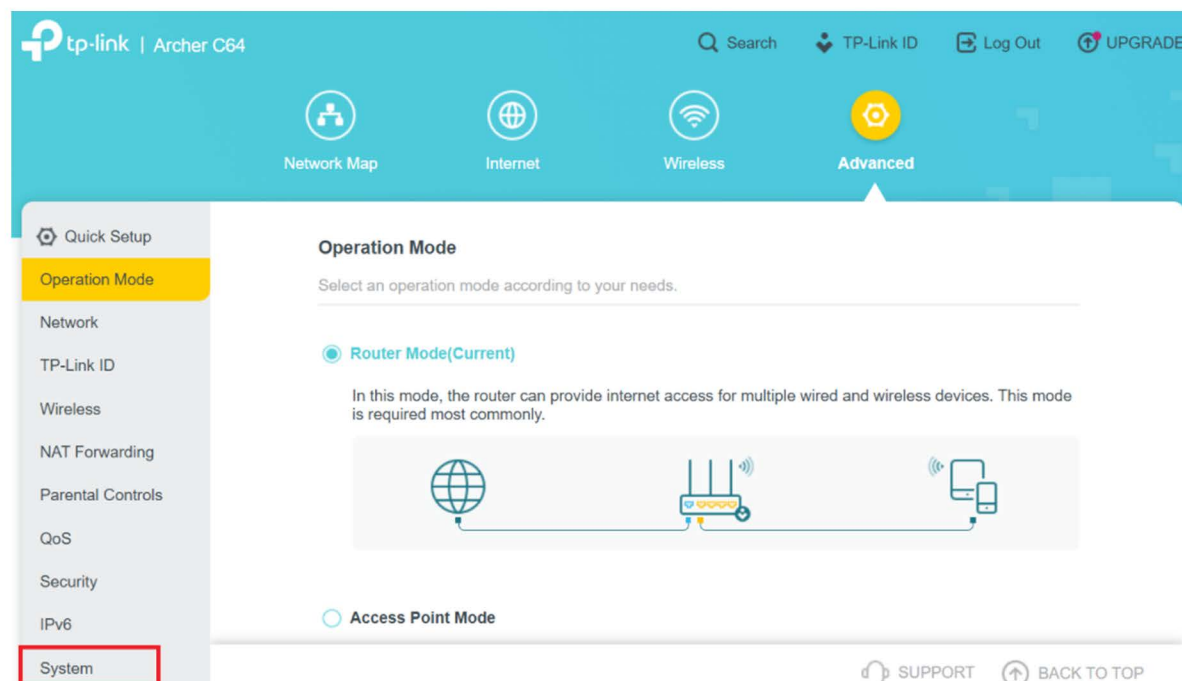 tp-link | Archer C64
Search
TP-Link ID
Log Out
UPGRADE
Network Map
Internet
Wireless
Advanced
Quick Setup
Operation Mode
Network
TP-Link ID
Wireless
NAT Forwarding
Parental Controls
QoS
Security
IPv6
System
Operation Mode
Select an operation mode according to your needs.
Router Mode(Current)
In this mode, the router can provide internet access for multiple wired and wireless devices. This mode
is required most commonly.
Access Point Mode
SUPPORT
BACK TO TOP